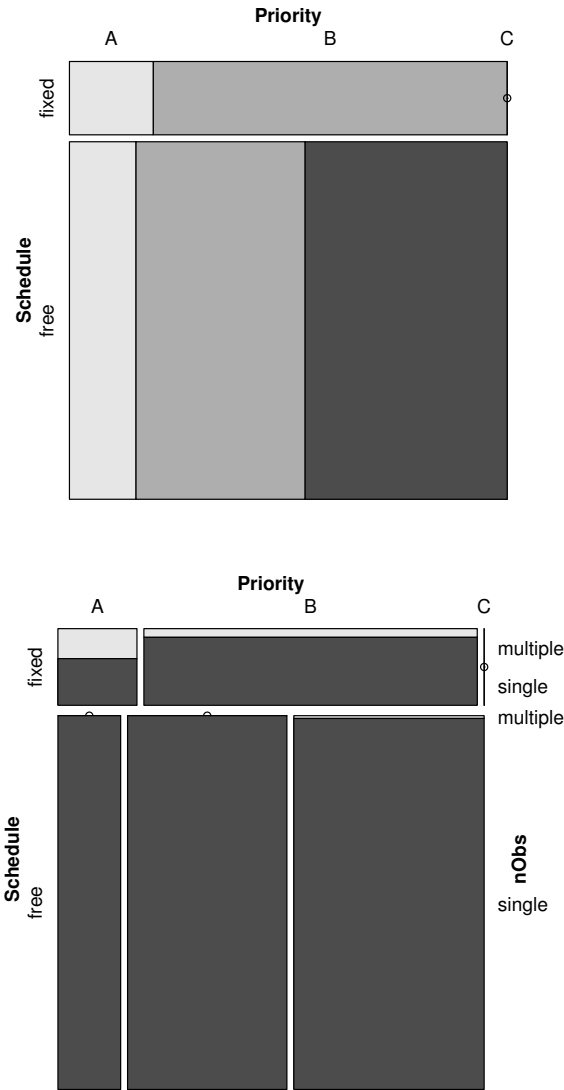 Priority
A B C
fixed
Schedule
free
Priority
A B C
fixed
multiple
single
multiple
Schedule
free
nObs
single